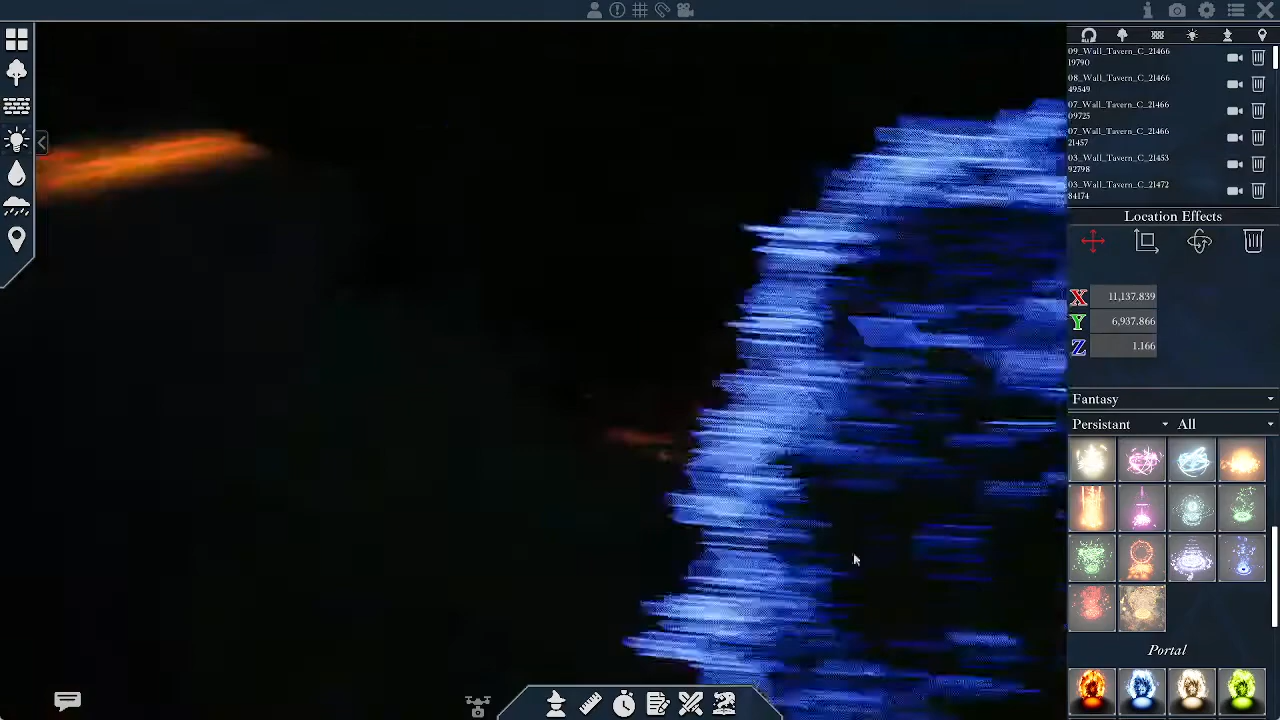 09_Wall_Tavern_C_21466
19790
08_Wall_Tavern_C_21466
49549
07_Wall_Tavern_C_21466
09725
07_Wall_Tavern_C_21466
21457
03_Wall_Tavern_C_21453
92798
03_Wall_Tavern_C_21472
84174
Location Effects
X 11,137.839
Y 6,937.866
Z 1.166
Fantasy
Persistant All
Portal